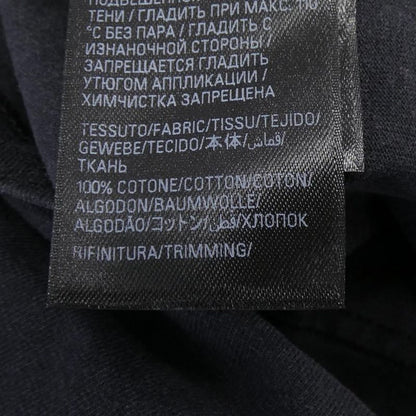 ТЕНИ / ГЛАДИТЬ ПРИ МАКС. 110
°C БЕЗ ПАРА / ГЛАДИТЬ С
ИЗНАНОЧНОЙ СТОРОНЫ /
ЗАПРЕЩАЕТСЯ ГЛАДИТЬ
УТЮГОМ АППЛИКАЦИИ /
ХИМЧИСТКА ЗАПРЕЩЕНА
TESSUTO/FABRIC/TISSU/TEJIDO/
GEWEBE/TECIDO/本体/قماش/
ТКАНЬ
100% COTONE/COTTON/COTON/
ALGODON/BAUMWOLLE/
ALGODÃO/コットン/قطن/ХЛОПОК
RIFINITURA/TRIMMING/